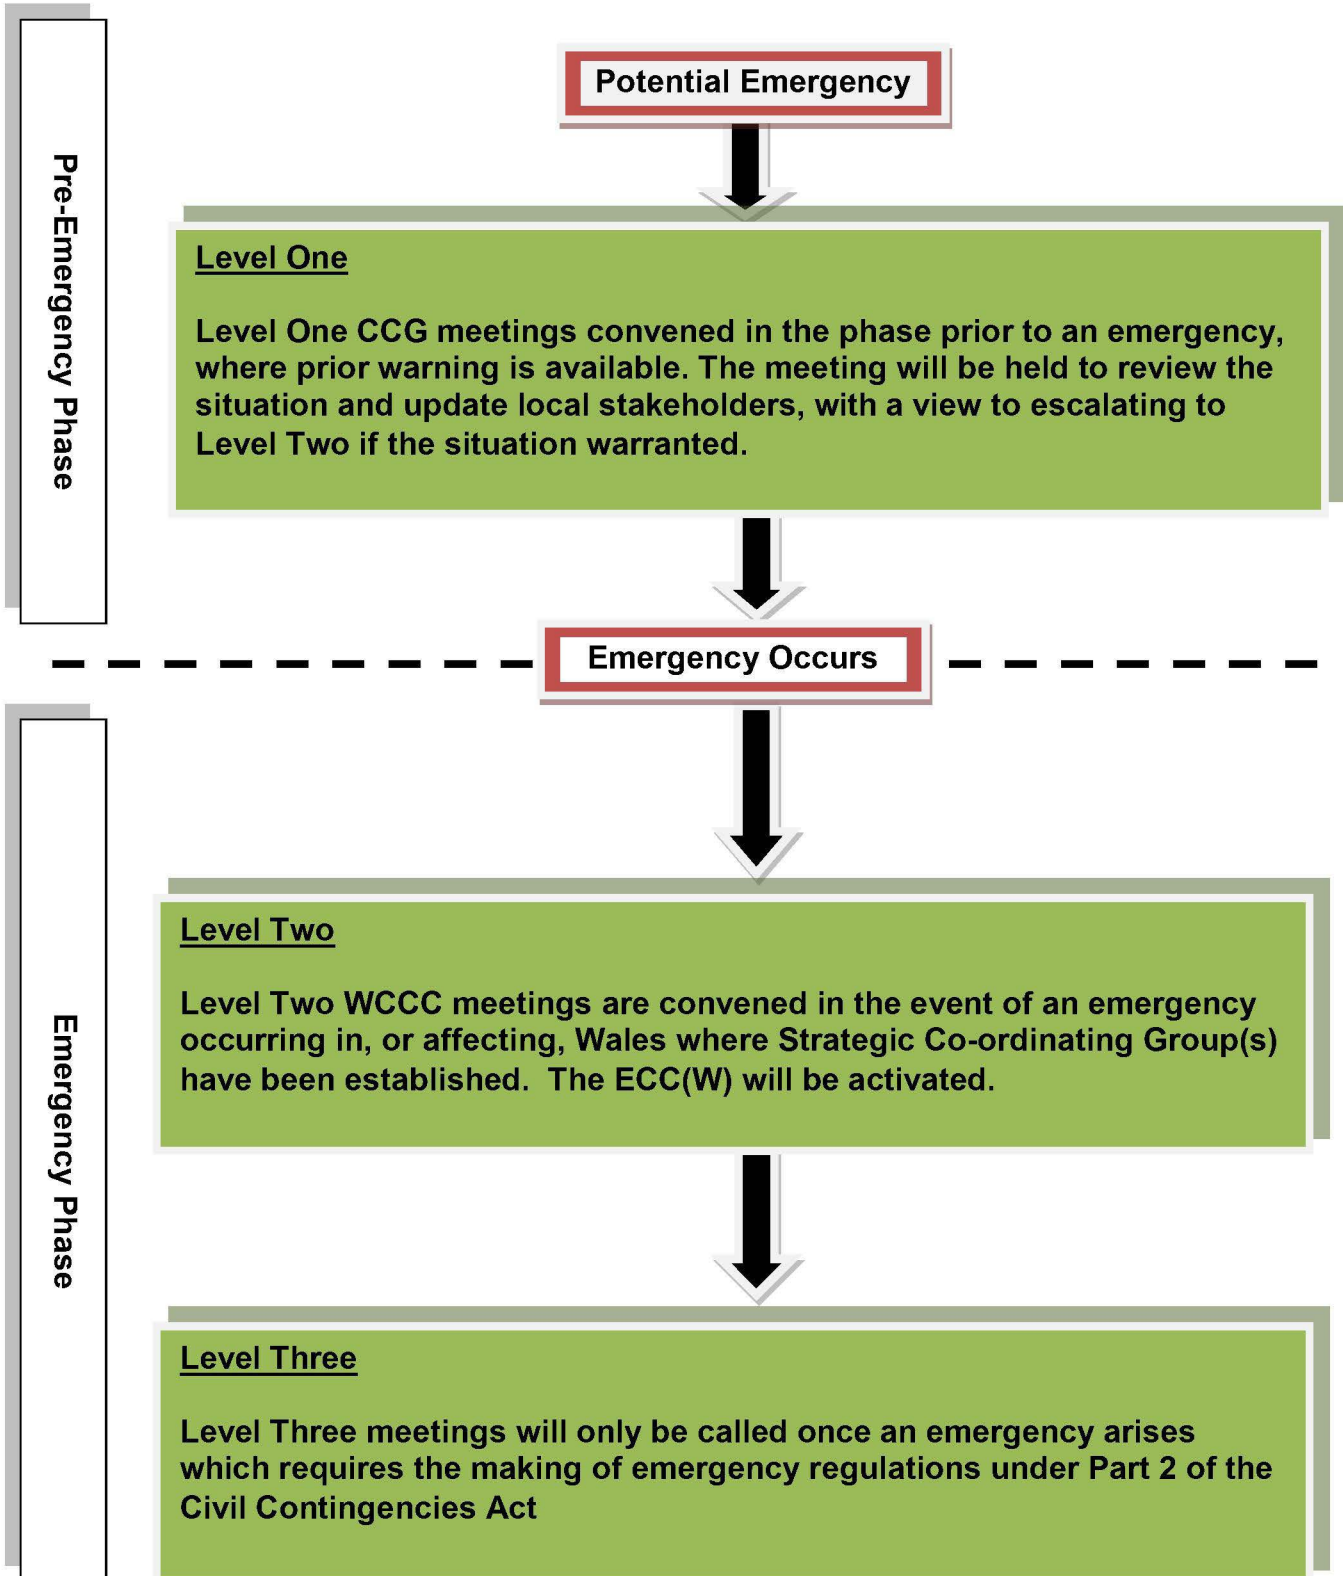 Pre-Emergency Phase
Potential Emergency
Level One
Level One CCG meetings convened in the phase prior to an emergency,
where prior warning is available. The meeting will be held to review the
situation and update local stakeholders, with a view to escalating to
Level Two if the situation warranted.
Emergency Occurs
Emergency Phase
Level Two
Level Two WCCC meetings are convened in the event of an emergency
occurring in, or affecting, Wales where Strategic Co-ordinating Group(s)
have been established.  The ECC(W) will be activated.
Level Three
Level Three meetings will only be called once an emergency arises
which requires the making of emergency regulations under Part 2 of the
Civil Contingencies Act